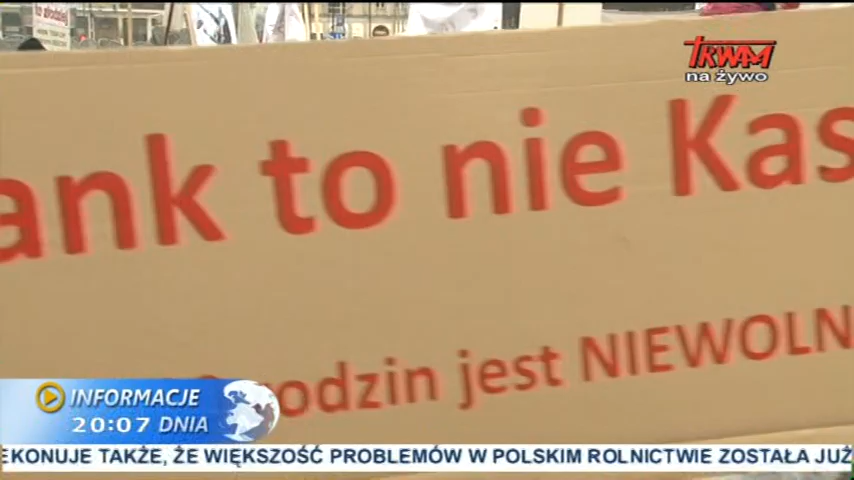 TRWAM
na żywo
ank to nie Kas
rodzin jest NIEWOLN
INFORMACJE
20:07 DNIA
EKONUJE TAKŻE, ŻE WIĘKSZOŚĆ PROBLEMÓW W POLSKIM ROLNICTWIE ZOSTAŁA JUŻ